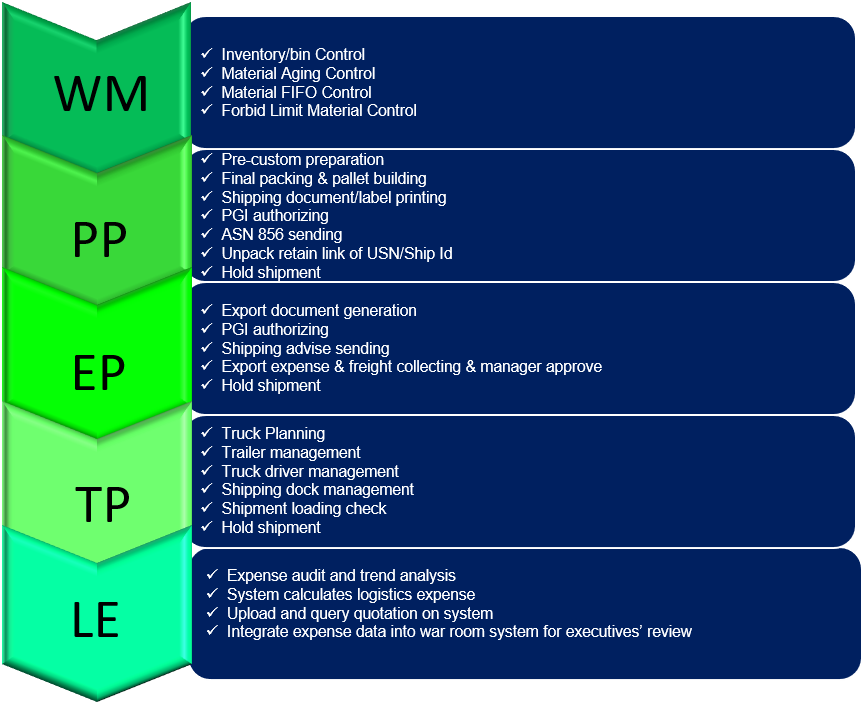 WM
✓ Inventory/bin Control
✓ Material Aging Control
✓ Material FIFO Control
✓ Forbid Limit Material Control
PP
✓ Pre-custom preparation
✓ Final packing & pallet building
✓ Shipping document/label printing
✓ PGI authorizing
✓ ASN 856 sending
✓ Unpack retain link of USN/Ship Id
✓ Hold shipment
EP
✓ Export document generation
✓ PGI authorizing
✓ Shipping advise sending
✓ Export expense & freight collecting & manager approve
✓ Hold shipment
TP
✓ Truck Planning
✓ Trailer management
✓ Truck driver management
✓ Shipping dock management
✓ Shipment loading check
✓ Hold shipment
LE
✓ Expense audit and trend analysis
✓ System calculates logistics expense
✓ Upload and query quotation on system
✓ Integrate expense data into war room system for executives’ review